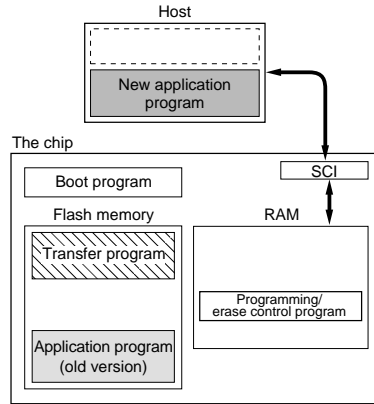 Host
New application
program
The chip
SCI
Boot program
Flash memory
RAM
Transfer program
Programming/
erase control program
Application program
(old version)